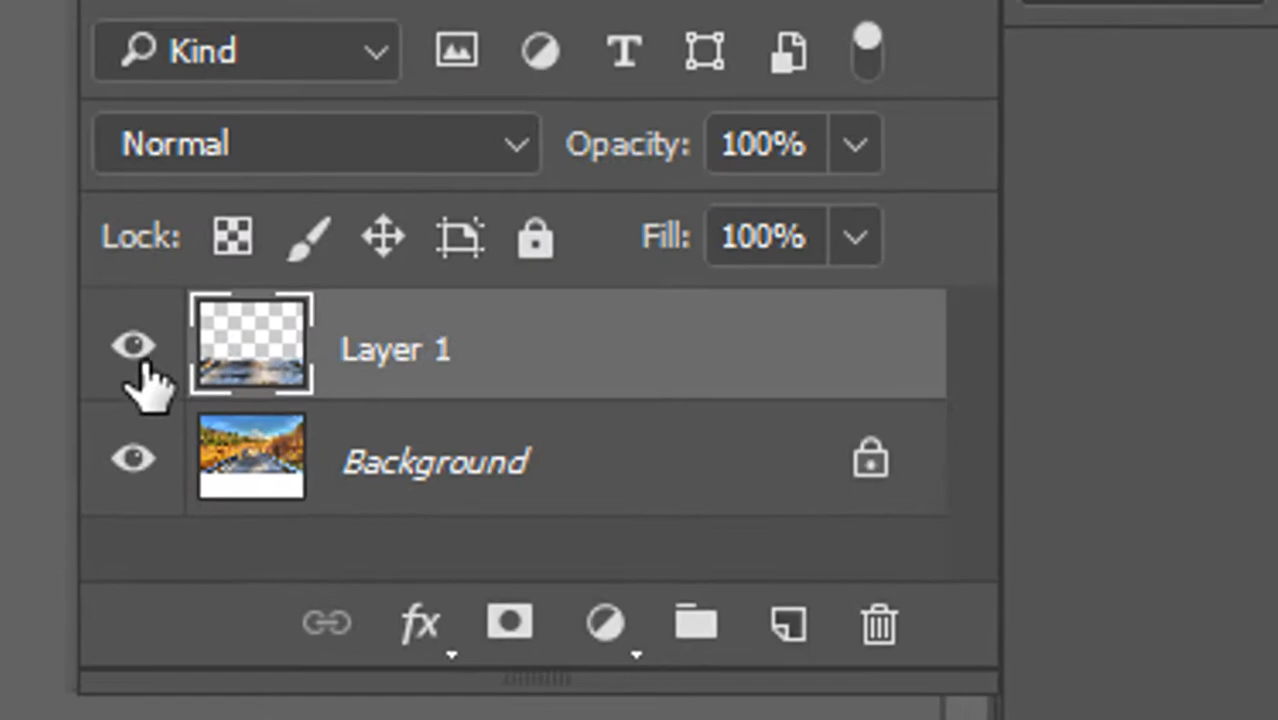 Kind
Normal Opacity: 100%
Lock: Fill: 100%
Layer 1
Background
fx